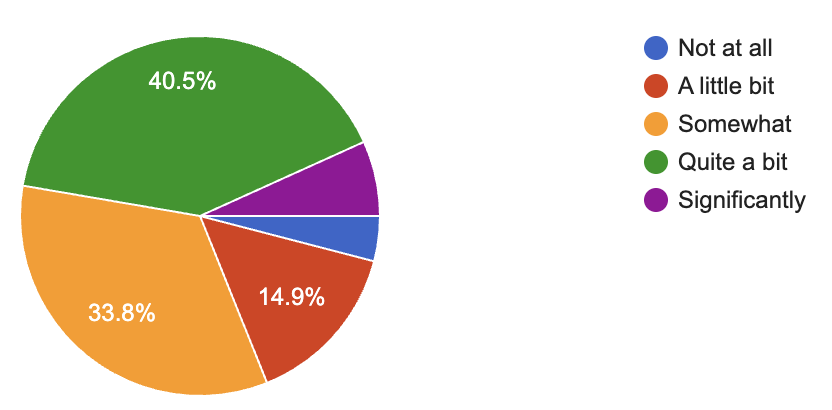 40.5%
33.8%
14.9%
Not at all
A little bit
Somewhat
Quite a bit
Significantly